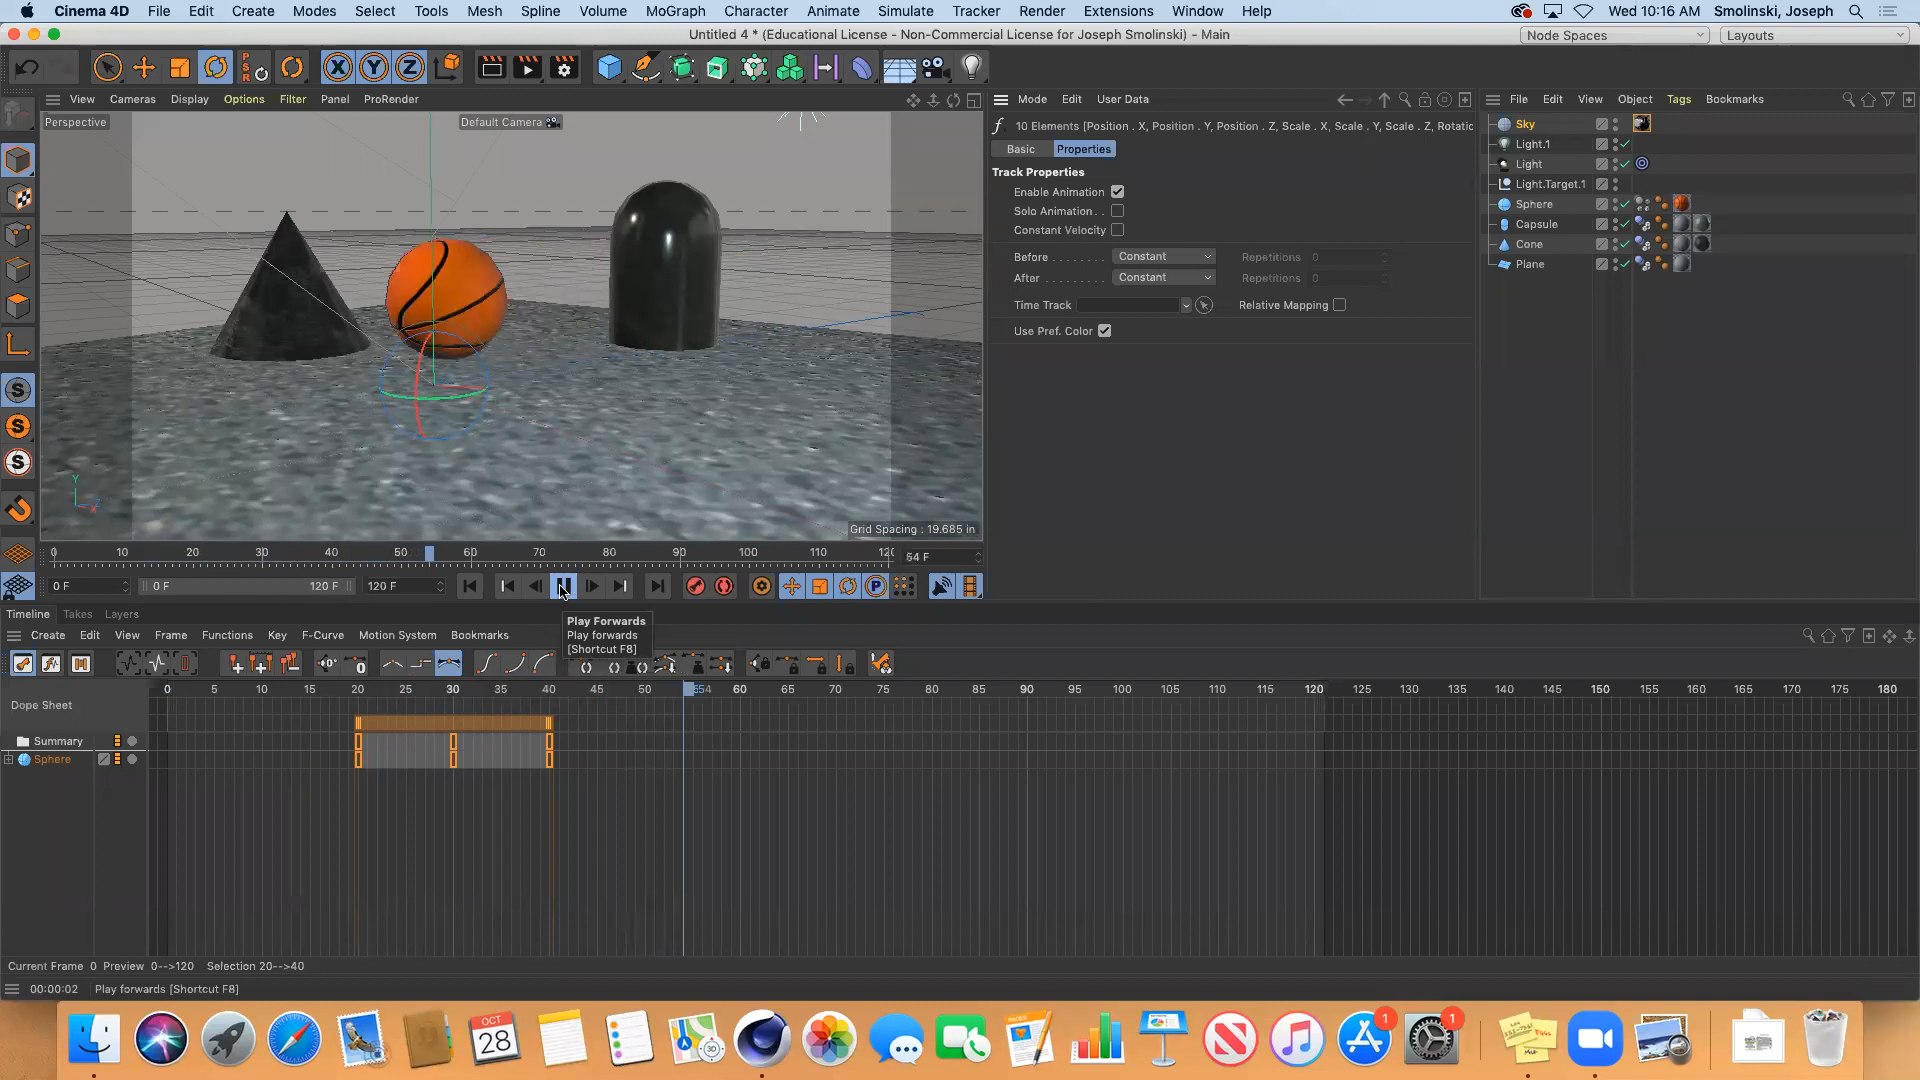 Cinema 4D File Edit Create Modes Select Tools Mesh Spline Volume MoGraph Character Animate Simulate Tracker Render Extensions Window Help Wed 10:16 AM Smolinski, Joseph
Untitled 4 * (Educational License - Non-Commercial License for Joseph Smolinski) - Main
Node Spaces Layouts
P S R X Y Z
View Cameras Display Options Filter Panel ProRender
Mode Edit User Data
File Edit View Object Tags Bookmarks
Perspective Default Camera
10 Elements [Position . X, Position . Y, Position . Z, Scale . X, Scale . Y, Scale . Z, Rotatic
Basic Properties
Track Properties
Enable Animation
Solo Animation . .
Constant Velocity
Before Constant Repetitions 0
After Constant Repetitions 0
Time Track Relative Mapping
Use Pref. Color
Sky
Light.1
Light
Light.Target.1
Sphere
Capsule
Cone
Plane
Y
X
Grid Spacing : 19.685 in
0 10 20 30 40 50 60 70 80 90 100 110 12( 54 F
0 F 0 F 120 F 120 F
Timeline Takes Layers
Play Forwards
Play forwards
[Shortcut F8]
Create Edit View Frame Functions Key F-Curve Motion System Bookmarks
0 5 10 15 20 25 30 35 40 45 50 54 60 65 70 75 80 85 90 95 100 105 110 115 120 125 130 135 140 145 150 155 160 165 170 175 180
Dope Sheet
Summary
Sphere
Current Frame 0 Preview 0-->120 Selection 20-->40
00:00:02 Play forwards [Shortcut F8]
OCT
28
PAGES
1
1